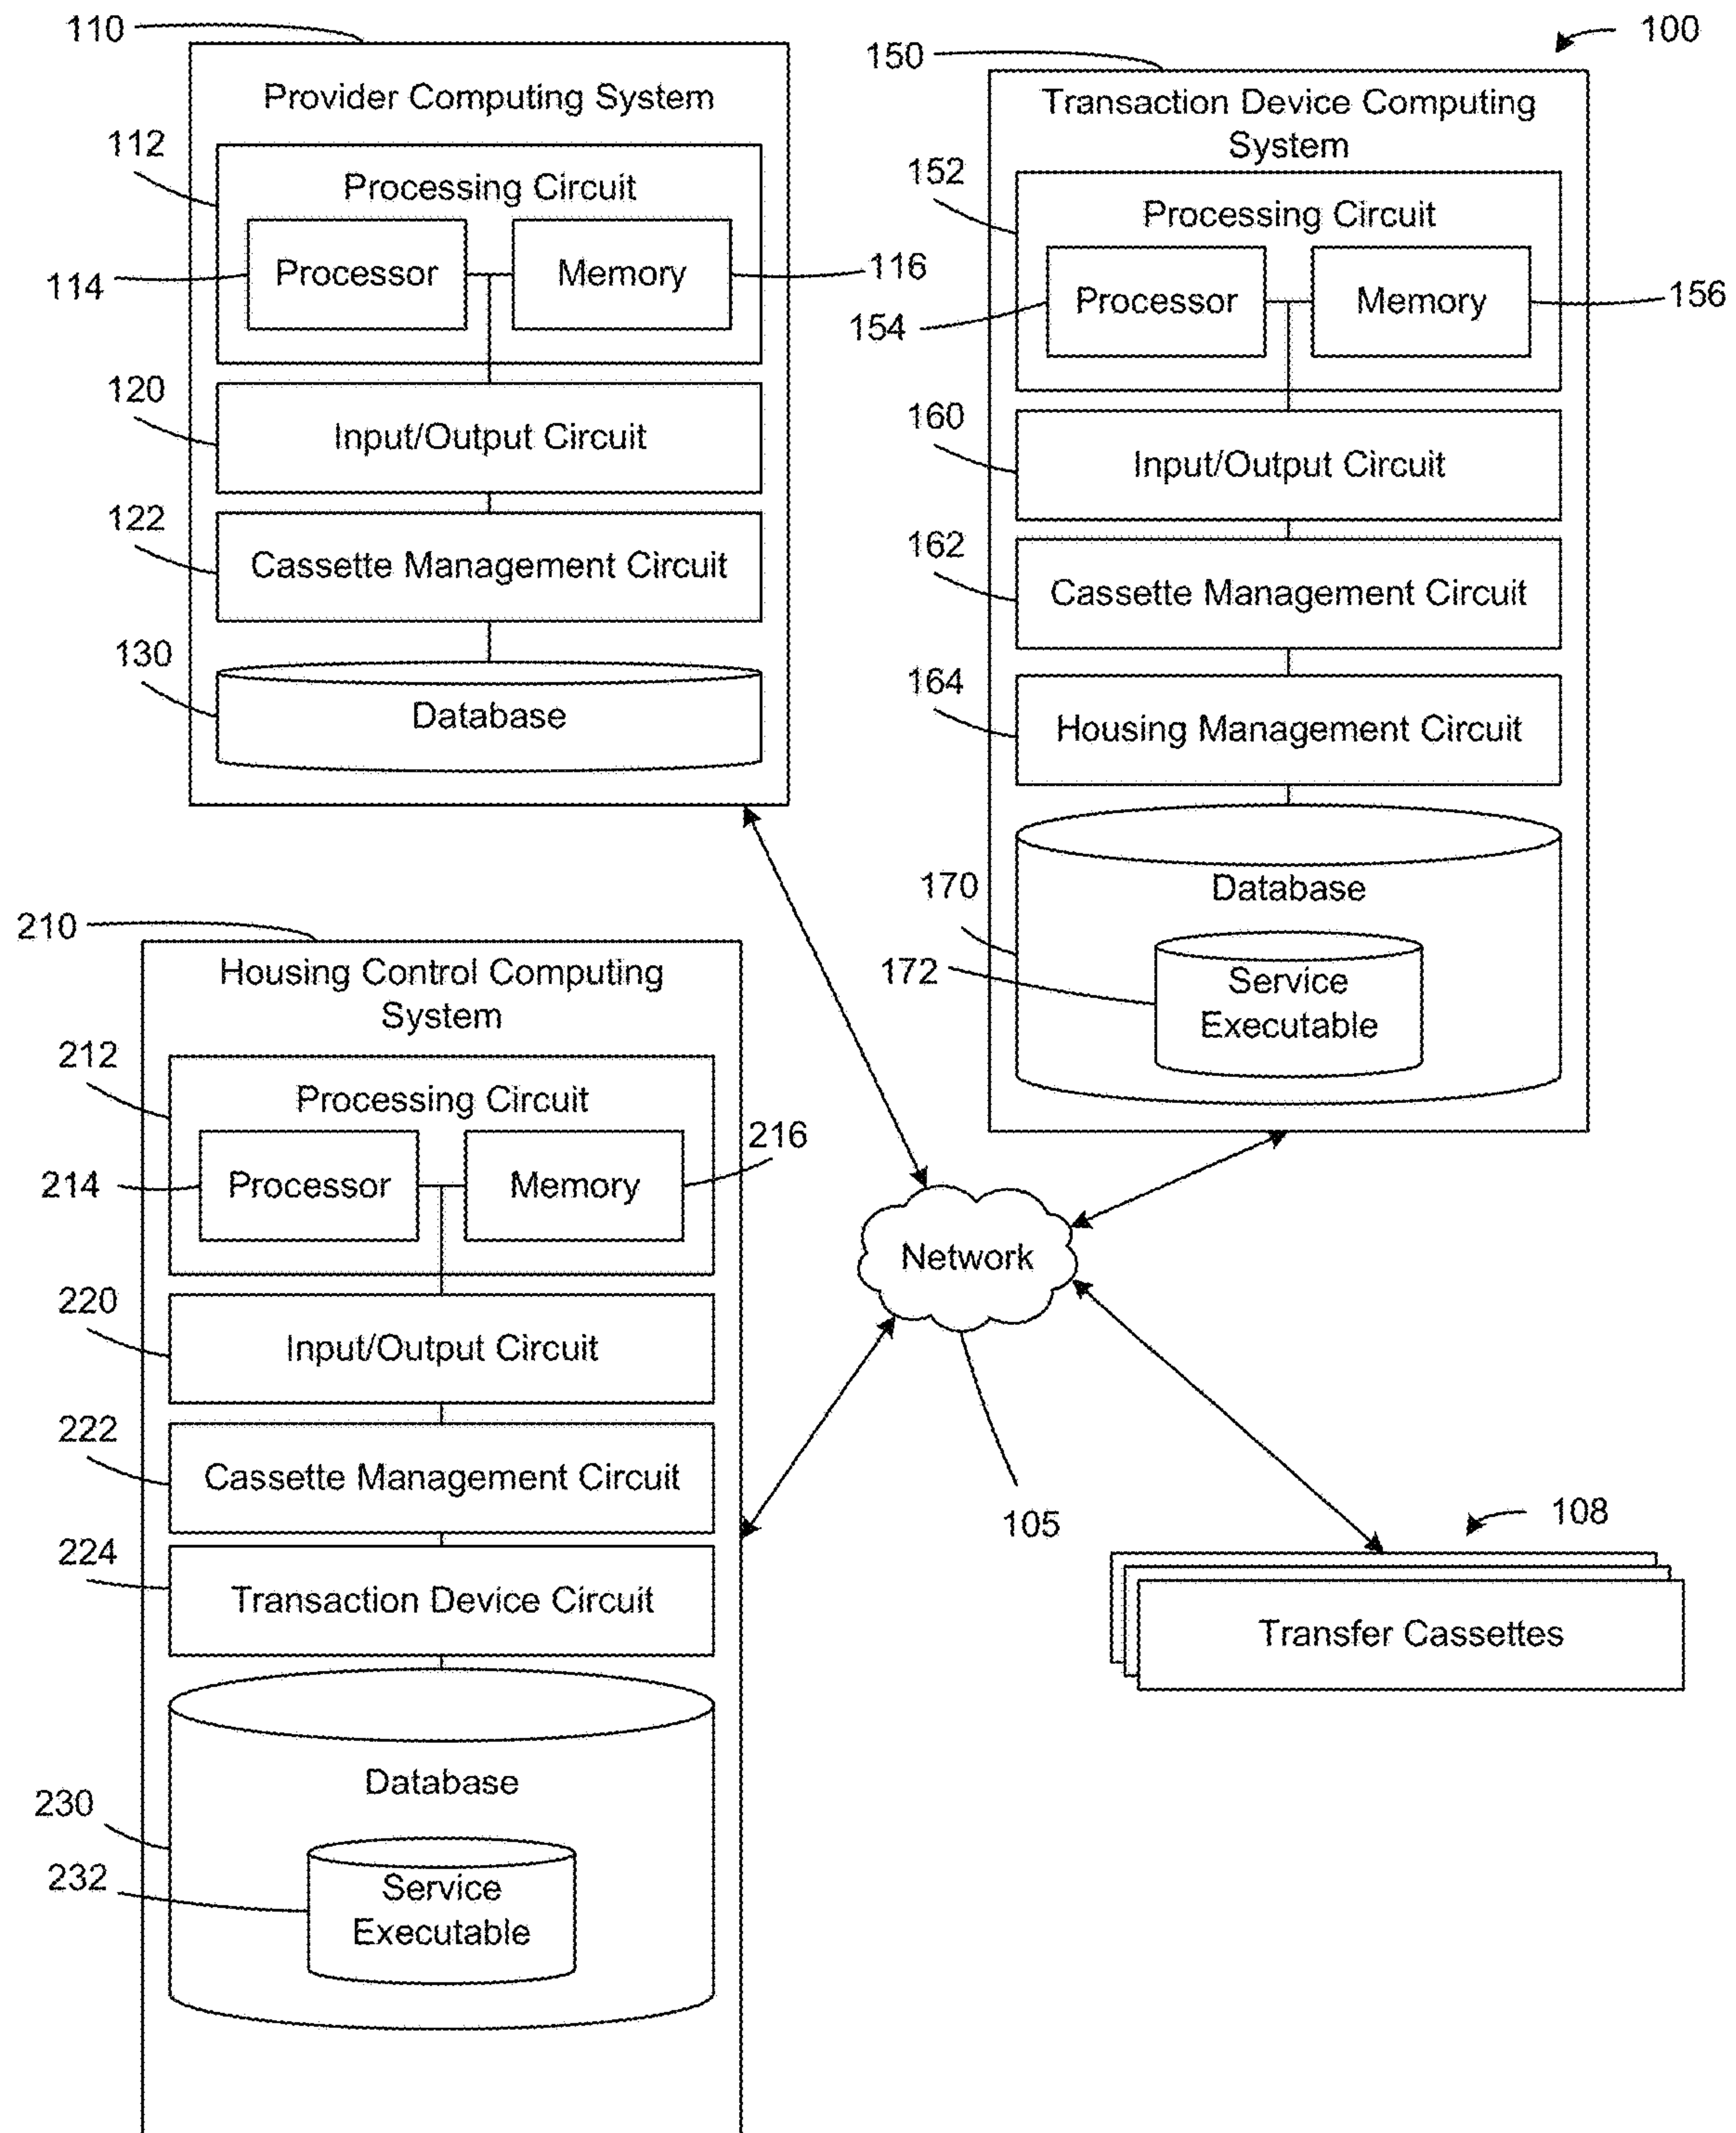 110
Provider Computing System
112
Processing Circuit
114
Processor
Memory
116
120
Input/Output Circuit
122
Cassette Management Circuit
130
Database
100
150
Transaction Device Computing
System
152
Processing Circuit
154
Processor
Memory
156
160
Input/Output Circuit
162
Cassette Management Circuit
164
Housing Management Circuit
170
Database
172
Service
Executable
210
Housing Control Computing
System
212
Processing Circuit
214
Processor
Memory
216
220
Input/Output Circuit
222
Cassette Management Circuit
224
Transaction Device Circuit
230
Database
232
Service
Executable
Network
105
108
Transfer Cassettes